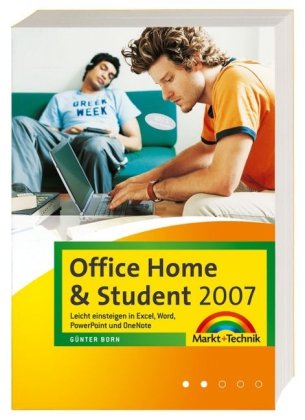 GREEK
WEEK
Office Home
& Student 2007
Leicht einsteigen in Excel, Word,
PowerPoint und OneNote
GÜNTER BORN
Markt+Technik